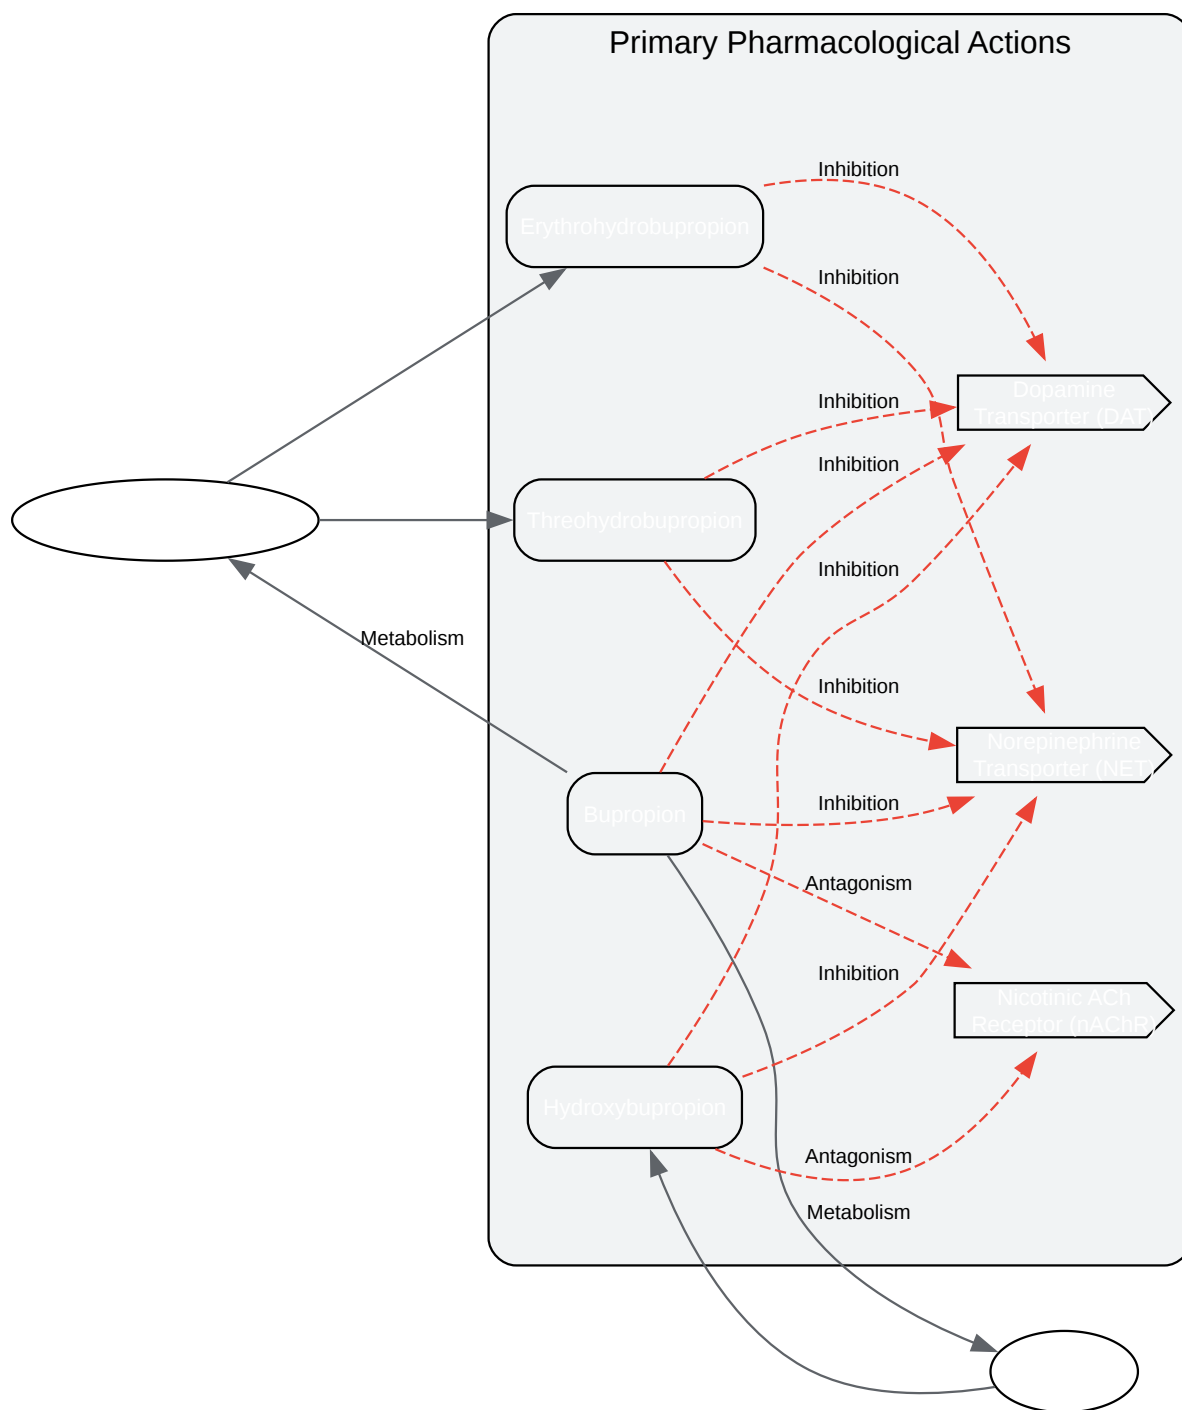 Primary Pharmacological Actions
Inhibition
Erythrohydrobupropion
Inhibition
Dopamine
Transporter (DAT)
Inhibition
Inhibition
Threohydrobupropion
Inhibition
Metabolism
Inhibition
Norepinephrine
Transporter (NET)
Inhibition
Bupropion
Antagonism
Inhibition
Nicotinic ACh
Receptor (nAChR)
Hydroxybupropion
Antagonism
Metabolism